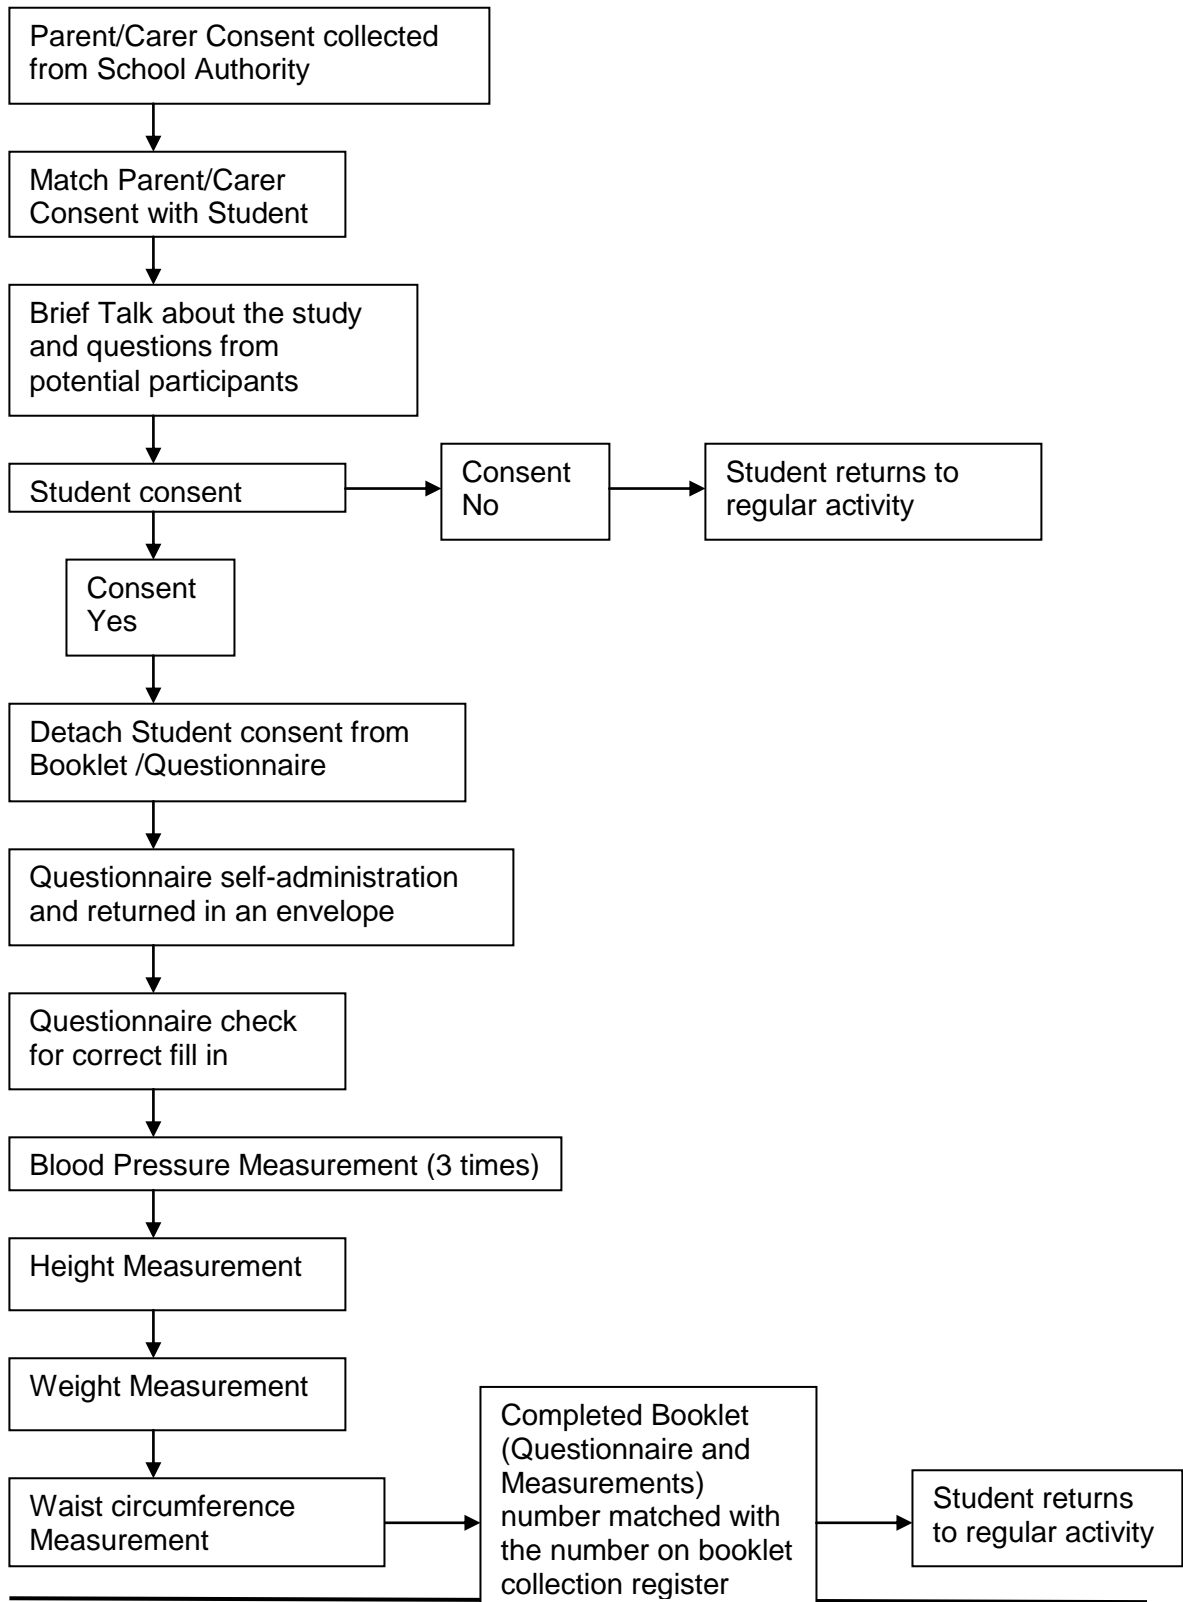 Parent/Carer Consent collected
from School Authority
Match Parent/Carer
Consent with Student
Brief Talk about the study
and questions from
potential participants
Student consent
Consent
No
Student returns to
regular activity
Consent
Yes
Detach Student consent from
Booklet /Questionnaire
Questionnaire self-administration
and returned in an envelope
Questionnaire check
for correct fill in
Blood Pressure Measurement (3 times)
Height Measurement
Weight Measurement
Waist circumference
Measurement
Completed Booklet
(Questionnaire and
Measurements)
number matched with
the number on booklet
collection register
Student returns
to regular activity